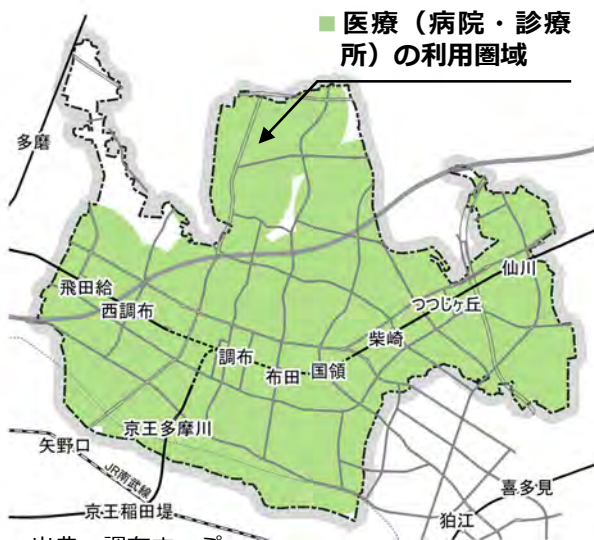 ■医療（病院・診療
所）の利用圏域
多磨
飛田給
西調布
調布
布田
国領
柴崎
つつじヶ丘
仙川
京王多摩川
矢野口
JR南武線
京王稲田堤
喜多見
狛江